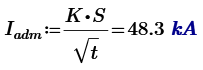 I_adm := K·S / √t = 48.3 kA